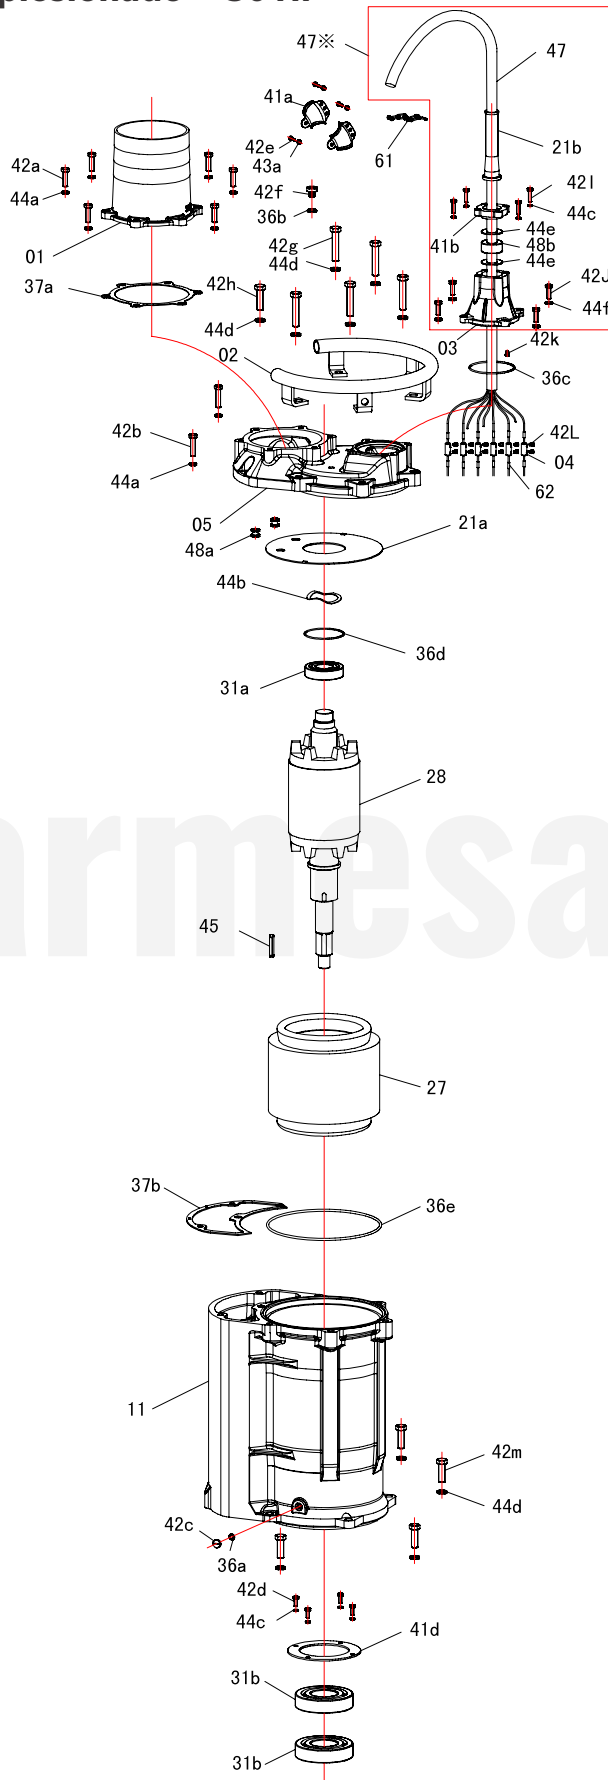 47※
47
41a
42e
43a
61
21b
42a
44a
42f
36b
42I
44c
01
42g
44d
41b
44e
48b
44e
37a
42h
44d
42J
44f
02
03
42k
36c
42b
44a
42L
04
62
05
48a
21a
44b
36d
31a
28
45
27
37b
36e
11
42m
44d
42c
36a
42d
44c
41d
31b
31b
armesa